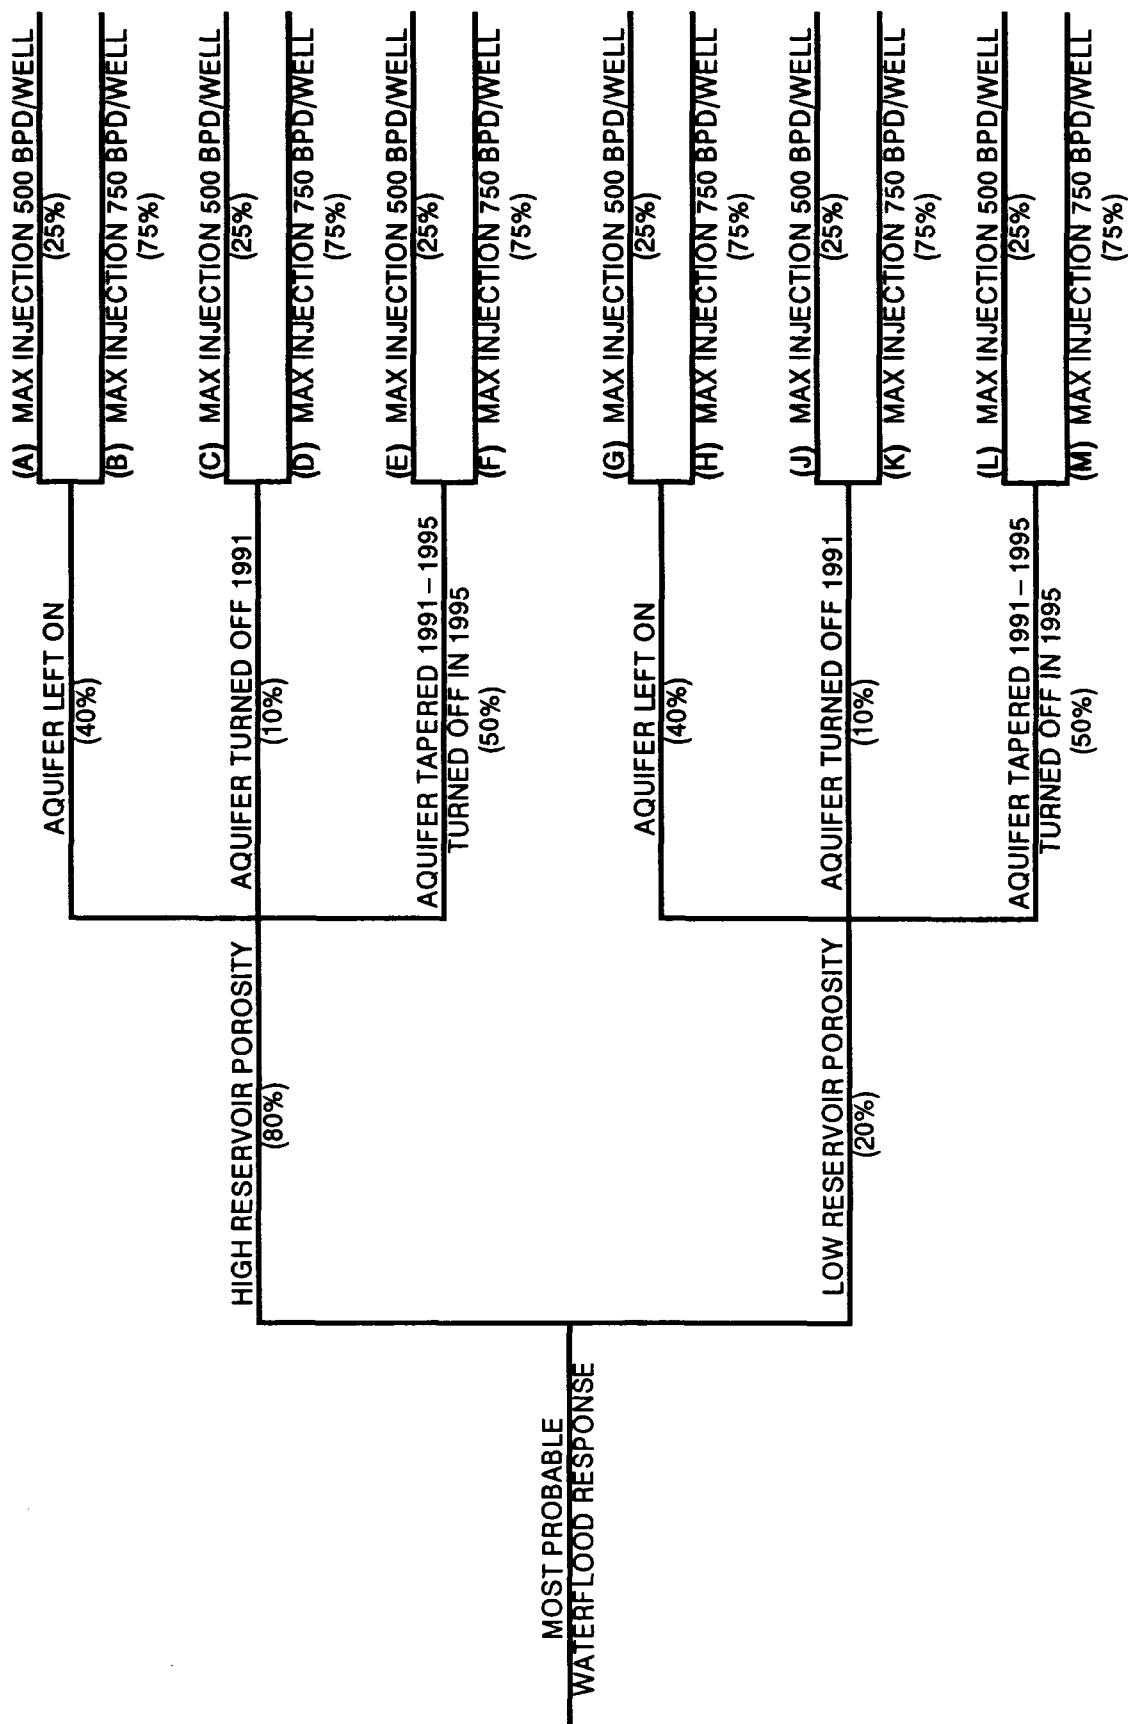 MOST PROBABLE
WATERFLOOD RESPONSE
HIGH RESERVOIR POROSITY
(80%)
AQUIFER LEFT ON
(40%)
(A) MAX INJECTION 500 BPD/WELL
(25%)
(B) MAX INJECTION 750 BPD/WELL
(75%)
AQUIFER TURNED OFF 1991
(10%)
(C) MAX INJECTION 500 BPD/WELL
(25%)
(D) MAX INJECTION 750 BPD/WELL
(75%)
AQUIFER TAPERED 1991–1995
TURNED OFF IN 1995
(50%)
(E) MAX INJECTION 500 BPD/WELL
(25%)
(F) MAX INJECTION 750 BPD/WELL
(75%)
LOW RESERVOIR POROSITY
(20%)
AQUIFER LEFT ON
(40%)
(G) MAX INJECTION 500 BPD/WELL
(25%)
(H) MAX INJECTION 750 BPD/WELL
(75%)
AQUIFER TURNED OFF 1991
(10%)
(J) MAX INJECTION 500 BPD/WELL
(25%)
(K) MAX INJECTION 750 BPD/WELL
(75%)
AQUIFER TAPERED 1991–1995
TURNED OFF IN 1995
(50%)
(L) MAX INJECTION 500 BPD/WELL
(25%)
(M) MAX INJECTION 750 BPD/WELL
(75%)